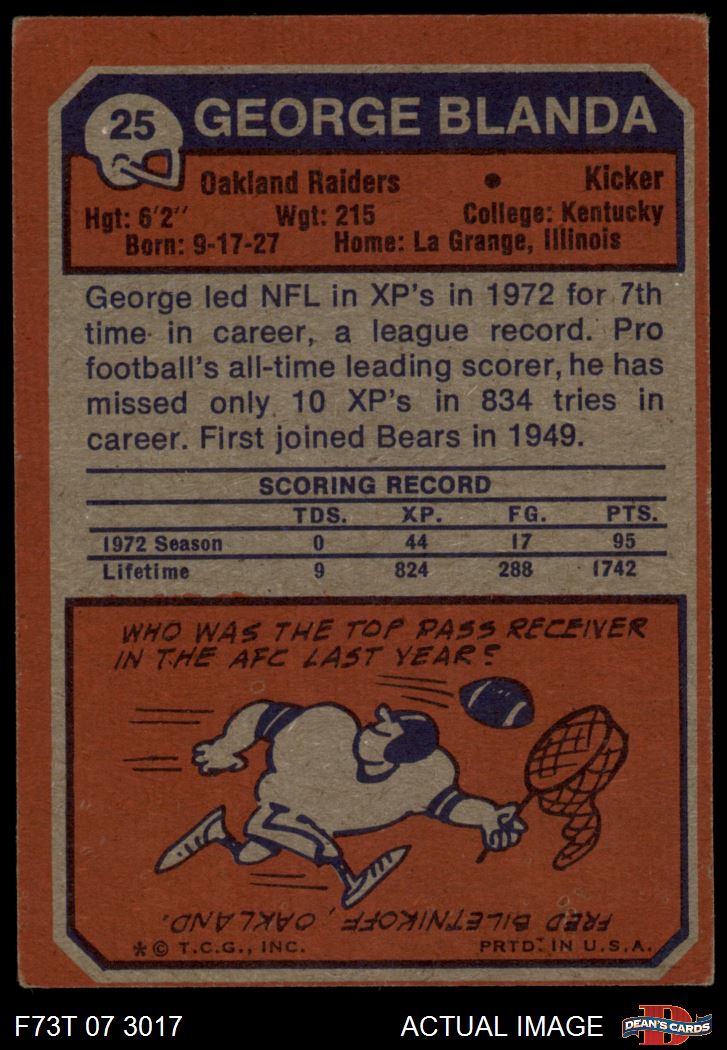 25
GEORGE BLANDA
Oakland Raiders • Kicker
Hgt: 6'2" Wgt: 215 College: Kentucky
Born: 9-17-27 Home: La Grange, Illinois
George led NFL in XP's in 1972 for 7th
time in career, a league record. Pro
football's all-time leading scorer, he has
missed only 10 XP's in 834 tries in
career. First joined Bears in 1949.
SCORING RECORD
TDS. XP. FG. PTS.
1972 Season 0 44 17 95
Lifetime 9 824 288 1742
WHO WAS THE TOP PASS RECEIVER
IN THE AFC LAST YEAR?
FRED BILETNIKOFF, OAKLAND.
*© T.C.G., INC. PRTD. IN U.S.A.
F73T 07 3017 ACTUAL IMAGE D DEAN'S CARDS